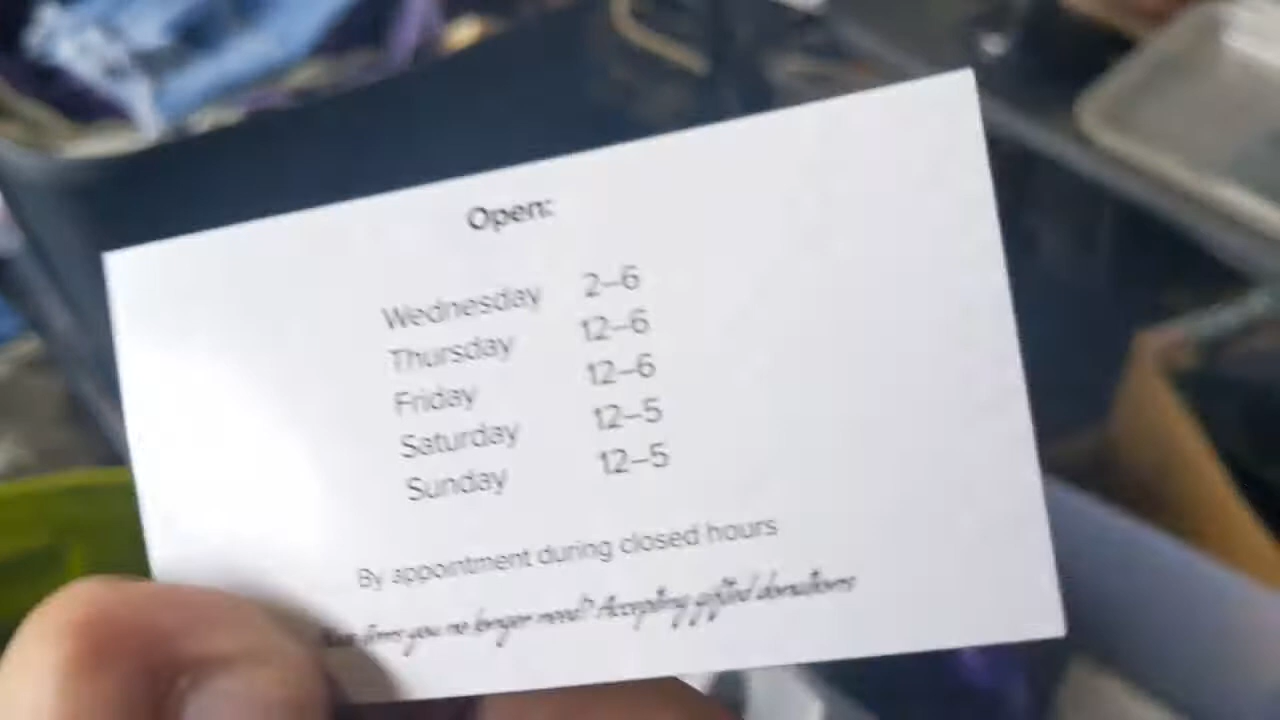 Open:
Wednesday 2–6
Thursday 12–6
Friday 12–6
Saturday 12–5
Sunday 12–5
By appointment during closed hours
you no longer need? Accepting gifted donations